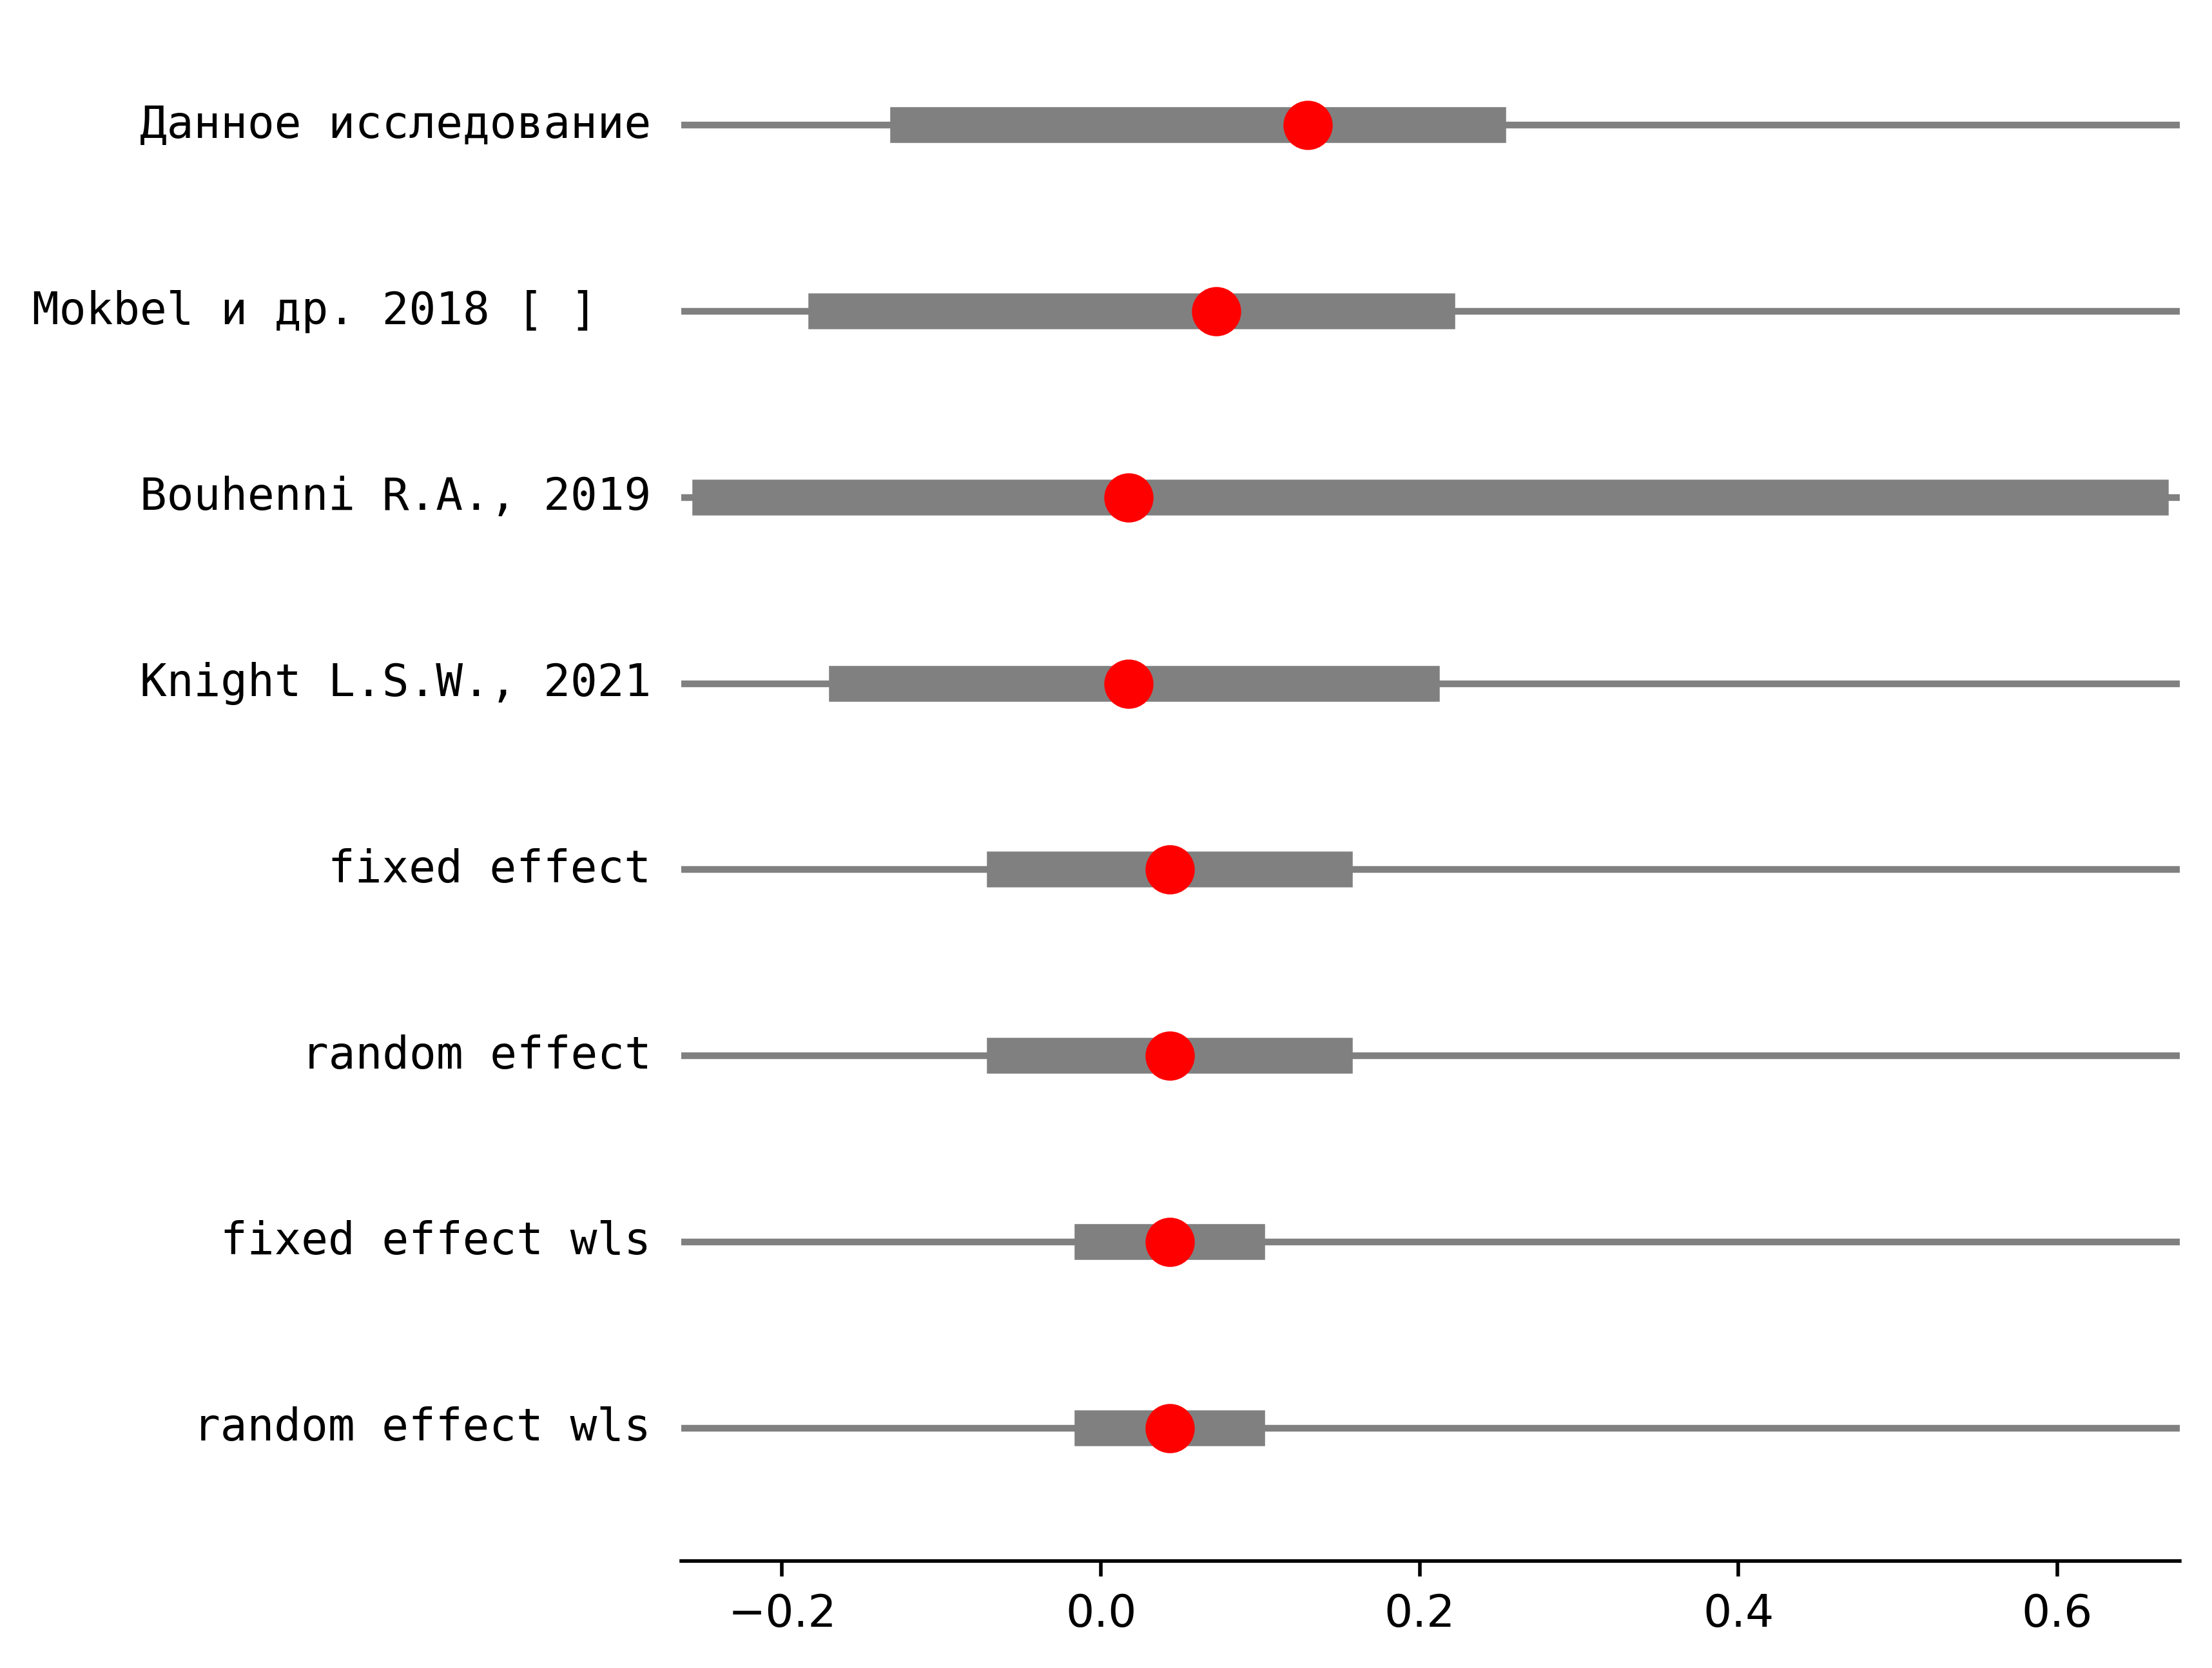 Данное исследование
Mokbel и др. 2018 [ ]
Bouhenni R.A., 2019
Knight L.S.W., 2021
fixed effect
random effect
fixed effect wls
random effect wls
−0.2 0.0 0.2 0.4 0.6